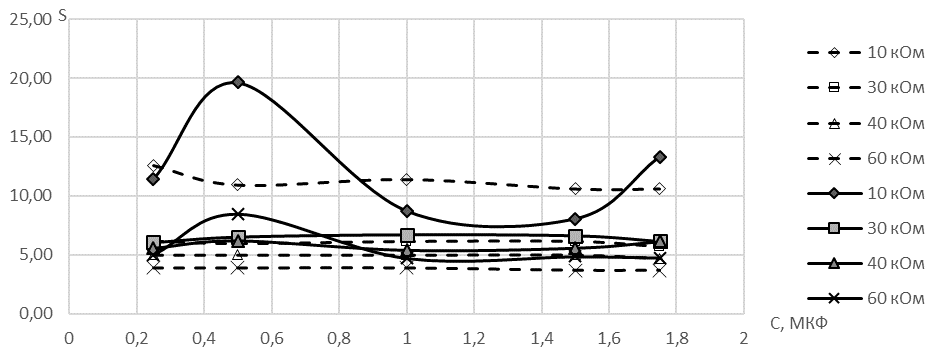 25,00 S
20,00
15,00
10,00
5,00
0,00
0 0,2 0,4 0,6 0,8 1 1,2 1,4 1,6 1,8 2
С, МКФ
10 кОм
30 кОм
40 кОм
60 кОм
10 кОм
30 кОм
40 кОм
60 кОм